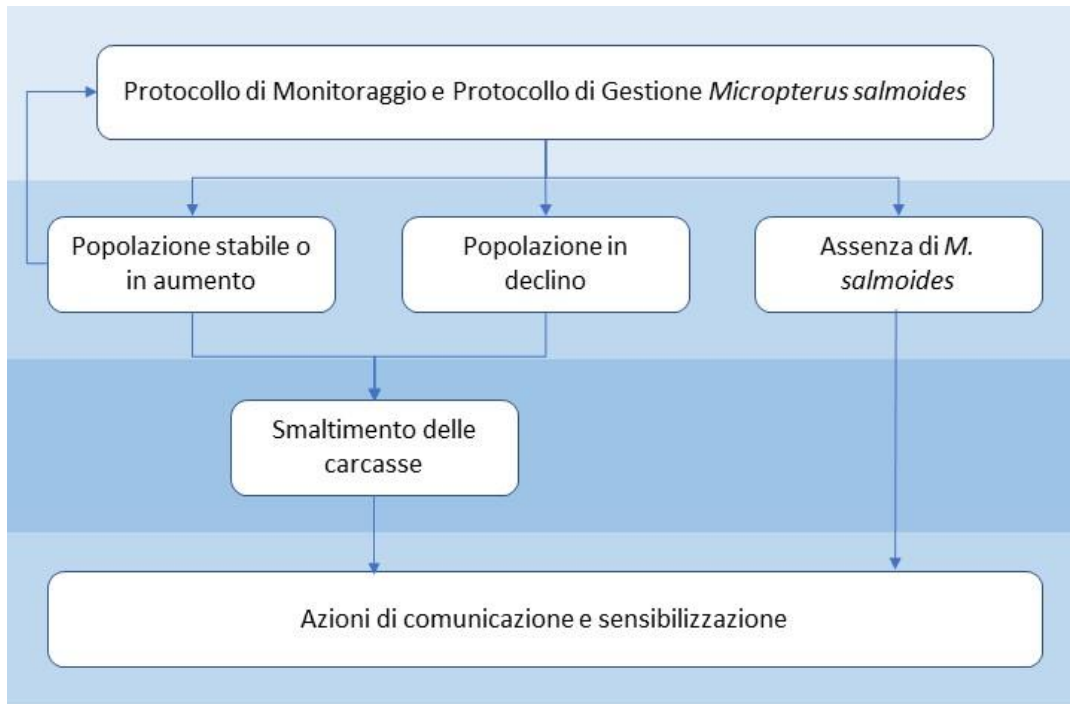 Protocollo di Monitoraggio e Protocollo di Gestione Micropterus salmoides
Popolazione stabile o
in aumento
Popolazione in
declino
Assenza di M.
salmoides
Smaltimento delle
carcasse
Azioni di comunicazione e sensibilizzazione